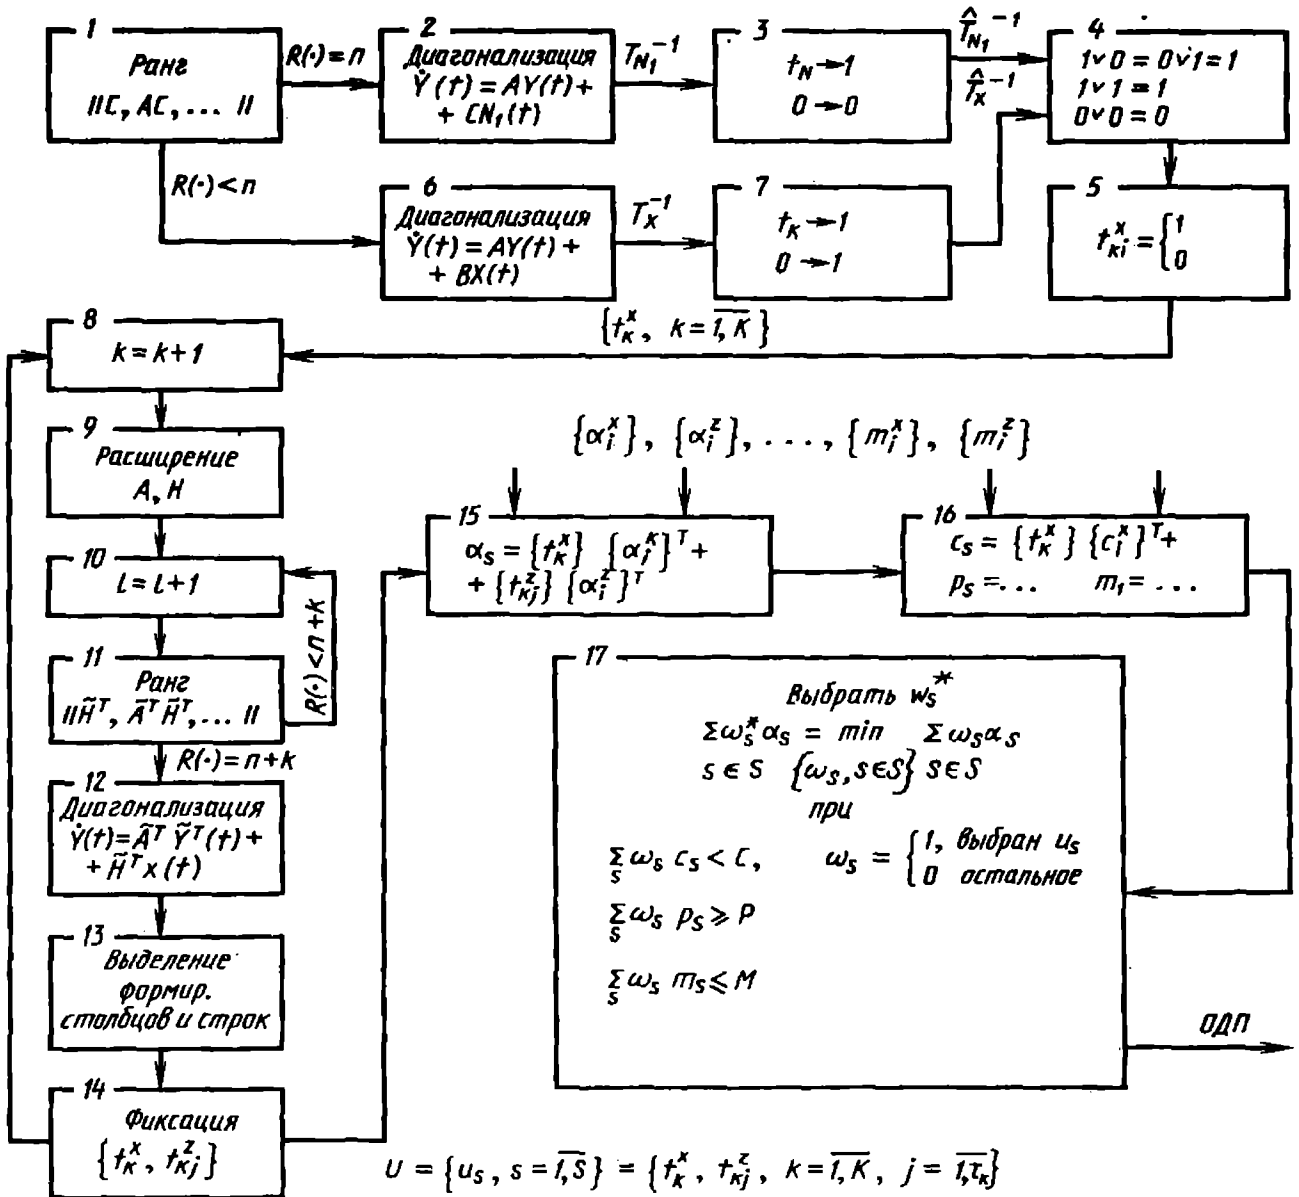 1
Ранг
||C, AC, ... ||
R(·)=n
R(·)<n
2
Диагонализация
Ẏ(t) = AY(t)+
+ CN₁(t)
T_{N₁}^{-1}
3
t_N → 1
0 → 0
T̂_{N₁}^{-1}
T̂_X^{-1}
4
1∨0 = 0∨1 = 1
1∨1 = 1
0∨0 = 0
6
Диагонализация
Ẏ(t) = AY(t)+
+ BX(t)
T_X^{-1}
7
t_K → 1
0 → 1
5
t_{Ki}^x = {1
0
{t_K^x, k = \overline{1, K}}
8
k = k+1
9
Расширение
A, H
10
L = L+1
11
Ранг
||H̃^T, Ã^T H̃^T, ... ||
R(·)<n+k
R(·)=n+k
12
Диагонализация
Ẏ(t) = Ã^T Ỹ^T(t) +
+ H̃^T x(t)
13
Выделение
формир.
столбцов и строк
14
Фиксация
{t_K^x, t_{Kj}^z}
{α_i^x}, {α_i^z}, ...., {m_i^x}, {m_i^z}
15
α_s = {t_K^x} {α_i^K}^T +
+ {t_{Kj}^z} {α_i^z}^T
16
c_s = {t_K^x} {c_i^x}^T +
p_s = ... m₁ = ...
17
Выбрать w_s^*
Σω_s^* α_s = min Σω_s α_s
s ∈ S {ω_s, s∈S} s∈S
при
Σ_s ω_s c_s < C, ω_s = {1, выбран u_s
0 остальное
Σ_s ω_s p_s ⩾ P
Σ_s ω_s m_s ⩽ M
ОДП
U = {u_s, s = \overline{1,S}} = {t_K^x, t_{Kj}^z, k = \overline{1,K}, j = \overline{1,τ_K}}